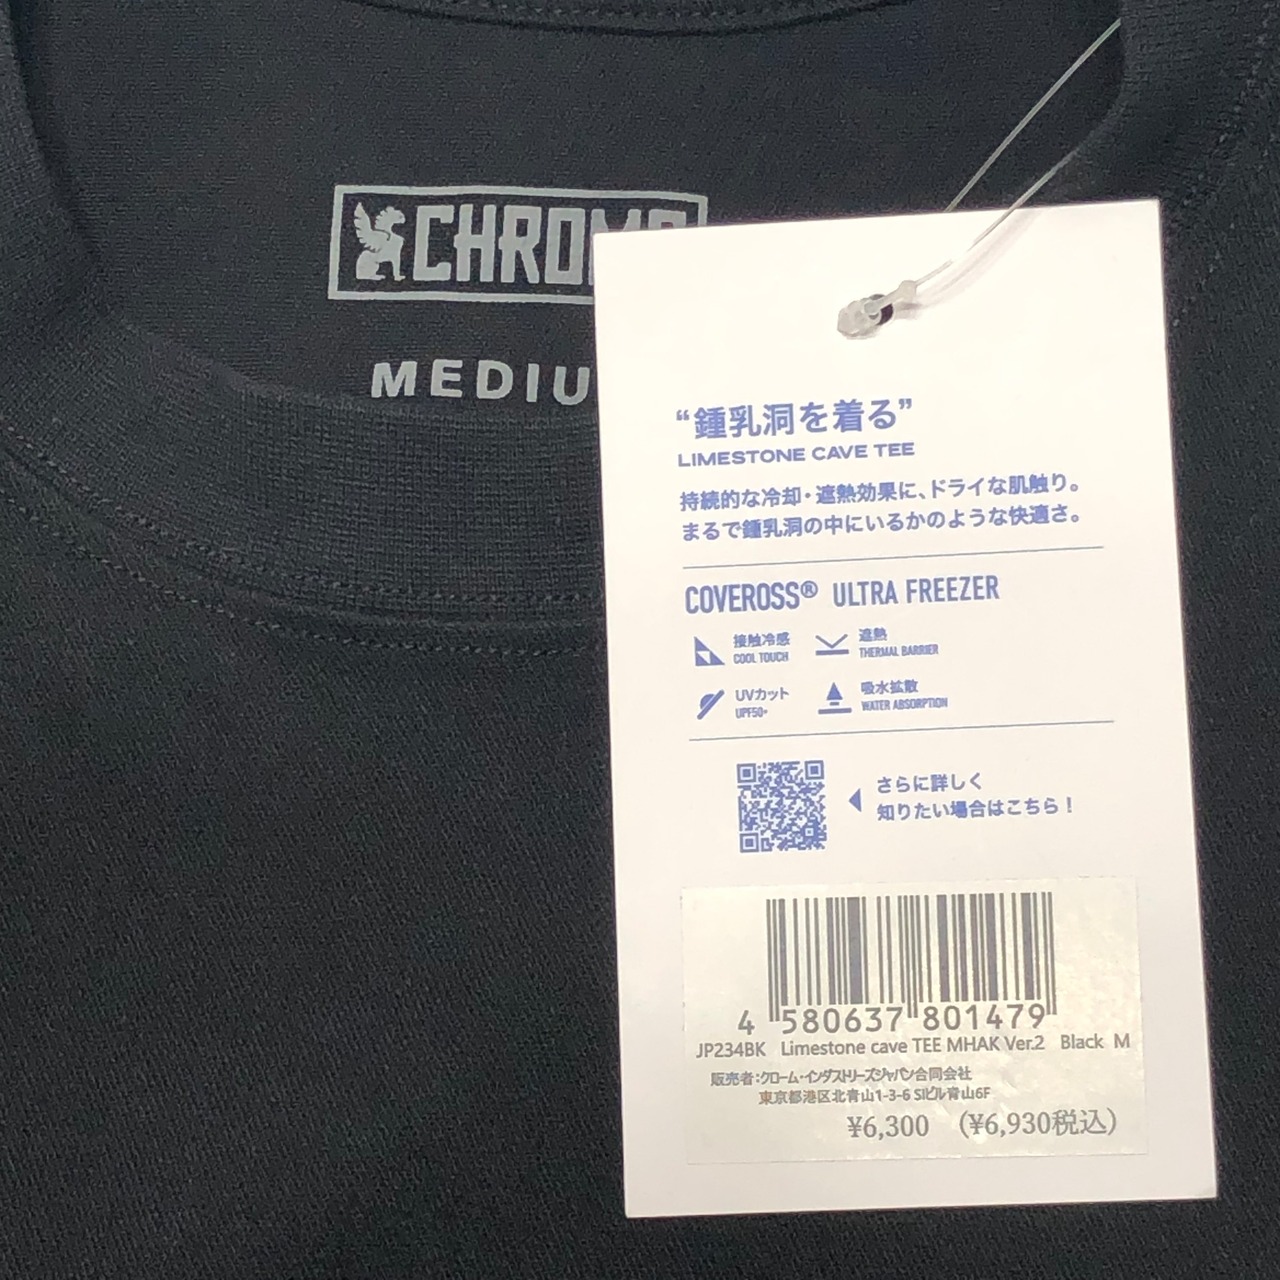 CHROME
MEDIU
“鍾乳洞を着る”
LIMESTONE CAVE TEE
持続的な冷却・遮熱効果に、ドライな肌触り。
まるで鍾乳洞の中にいるかのような快適さ。
COVEROSS® ULTRA FREEZER
接触冷感
COOL TOUCH
遮熱
THERMAL BARRIER
UVカット
UPF50+
吸水拡散
WATER ABSORPTION
さらに詳しく
知りたい場合はこちら！
4 580637 801479
JP234BK Limestone cave TEE MHAK Ver.2 Black M
販売者：クローム・インダストリーズジャパン合同会社
東京都港区北青山1-3-6 SIビル青山6F
¥6,300 (¥6,930税込)